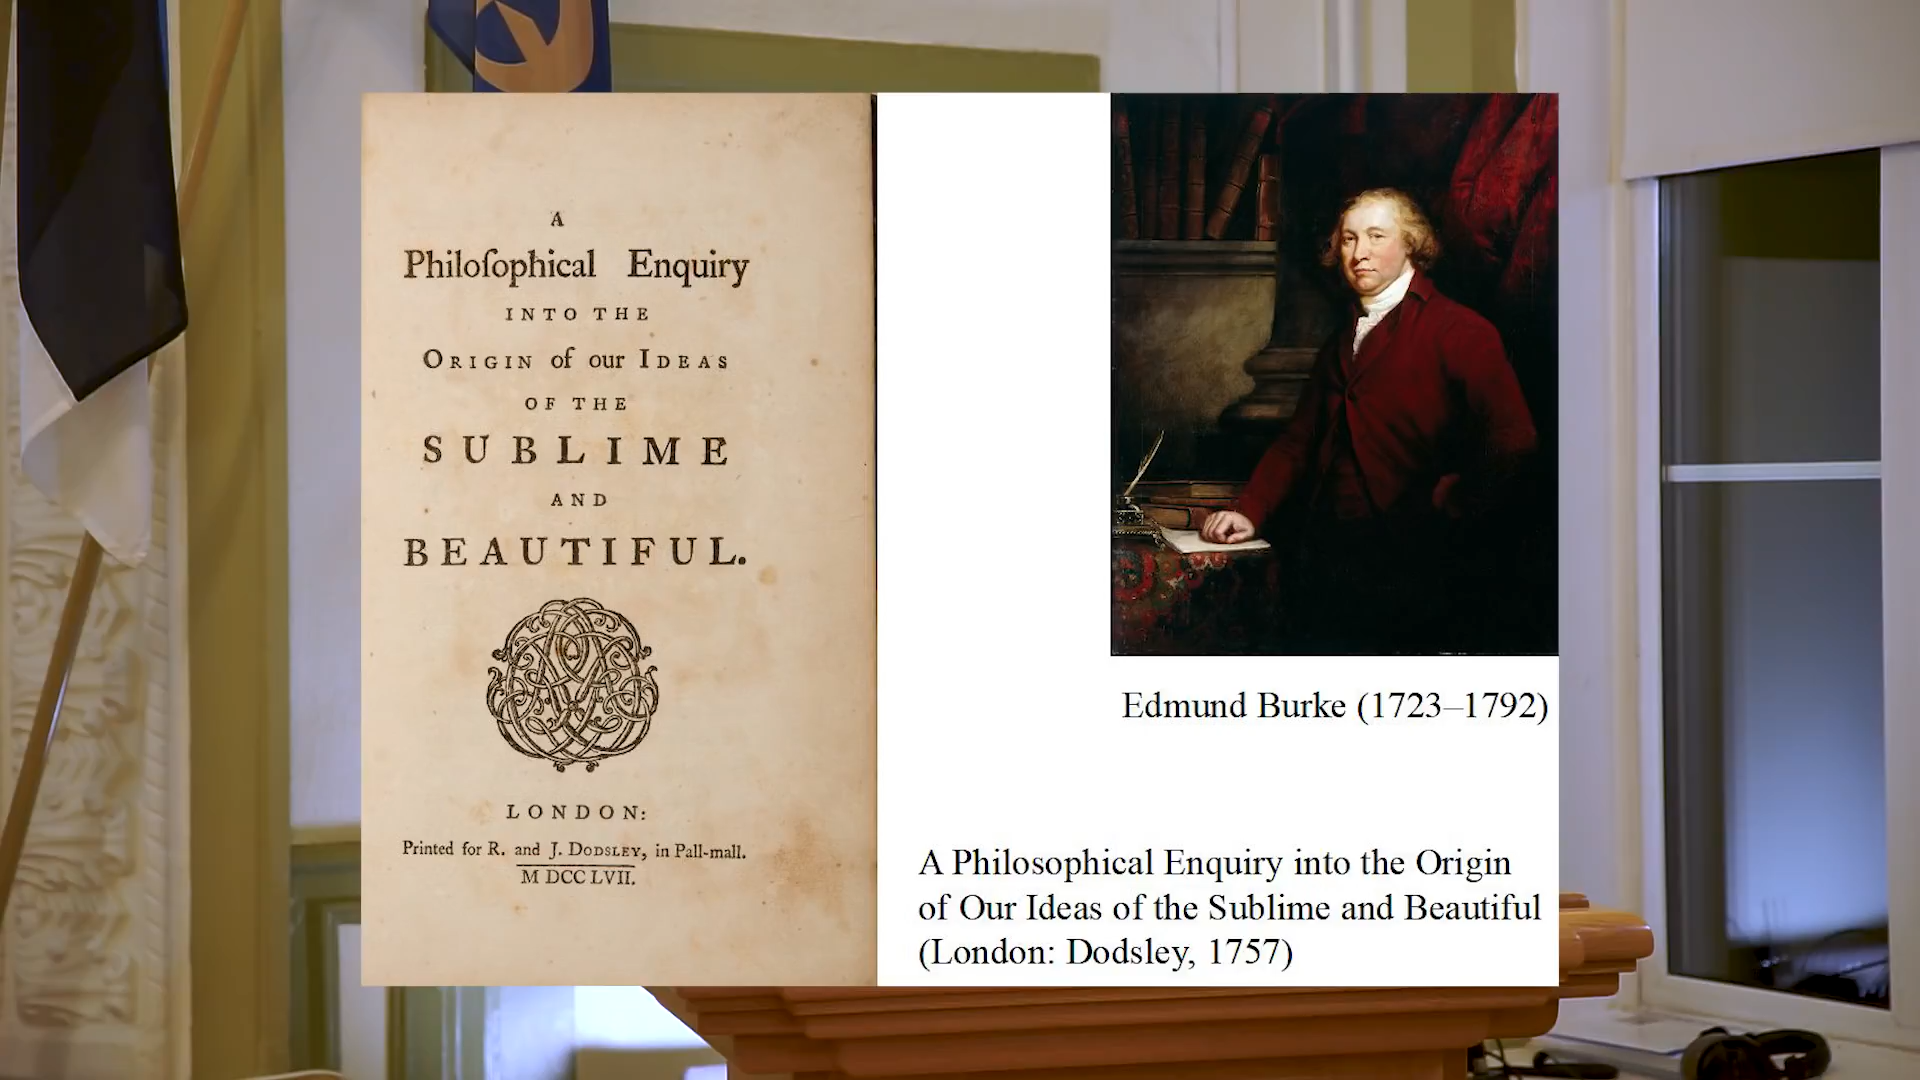 A
Philoſophical Enquiry
INTO THE
ORIGIN of our IDEAS
OF THE
SUBLIME
AND
BEAUTIFUL.
LONDON:
Printed for R. and J. DODSLEY, in Pall-mall.
M DCC LVII.
Edmund Burke (1723–1792)
A Philosophical Enquiry into the Origin
of Our Ideas of the Sublime and Beautiful
(London: Dodsley, 1757)